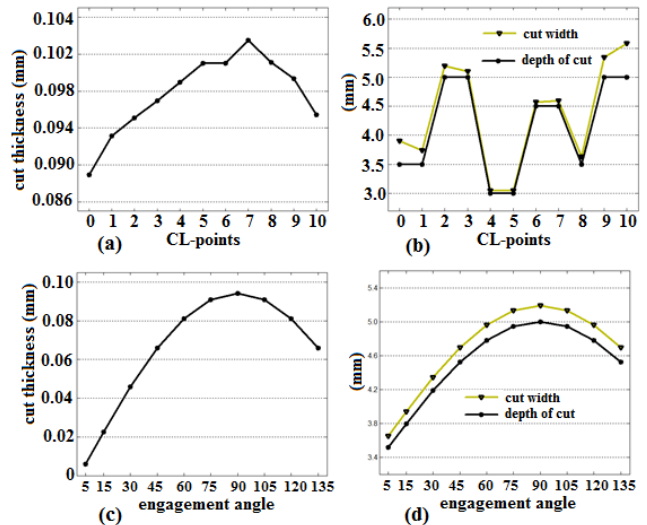 0.104
0.102
0.098
0.094
0.090
0.086
cut thickness (mm)
0 1 2 3 4 5 6 7 8 9 10
(a) CL-points
6.0
5.5
5.0
4.5
4.0
3.5
3.0
(mm)
cut width
depth of cut
0 1 2 3 4 5 6 7 8 9 10
(b) CL-points
0.10
0.08
0.06
0.04
0.02
0
cut thickness (mm)
5 15 30 45 60 75 90 105 120 135
engagement angle
(c)
5.4
5.0
4.6
4.2
3.8
3.4
(mm)
cut width
depth of cut
5 15 30 45 60 75 90 105 120 135
engagement angle
(d)